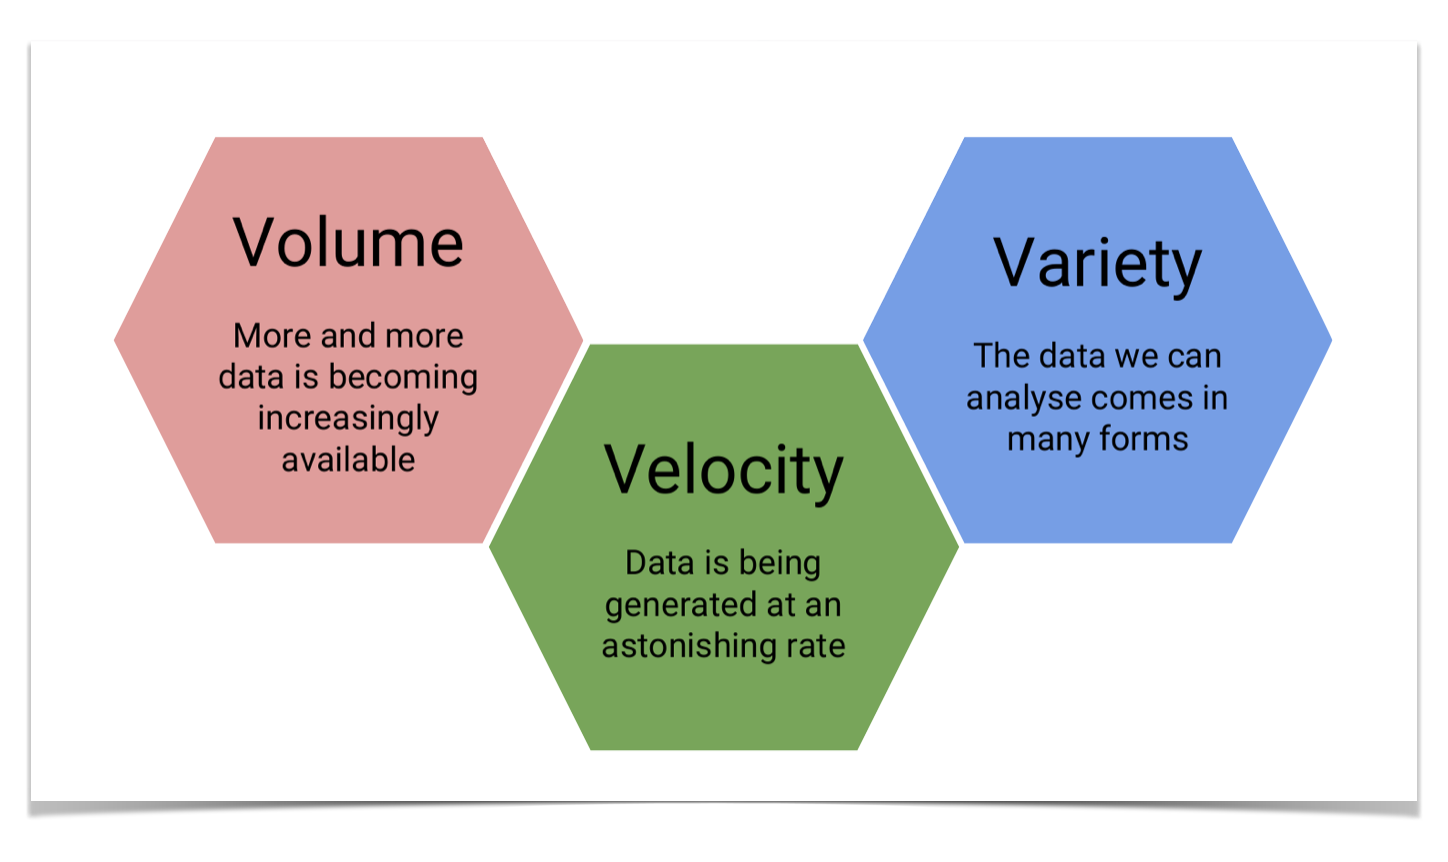 Volume
More and more
data is becoming
increasingly
available
Velocity
Data is being
generated at an
astonishing rate
Variety
The data we can
analyse comes in
many forms